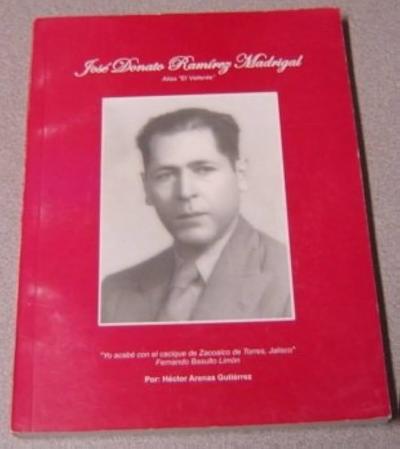 José Donato Ramírez Madrigal
Alias "El Vallente"
"Yo acabé con el cacique de Zacoalco de Torres, Jalisco"
Fernando Basulto Limón
Por: Héctor Arenas Gutiérrez